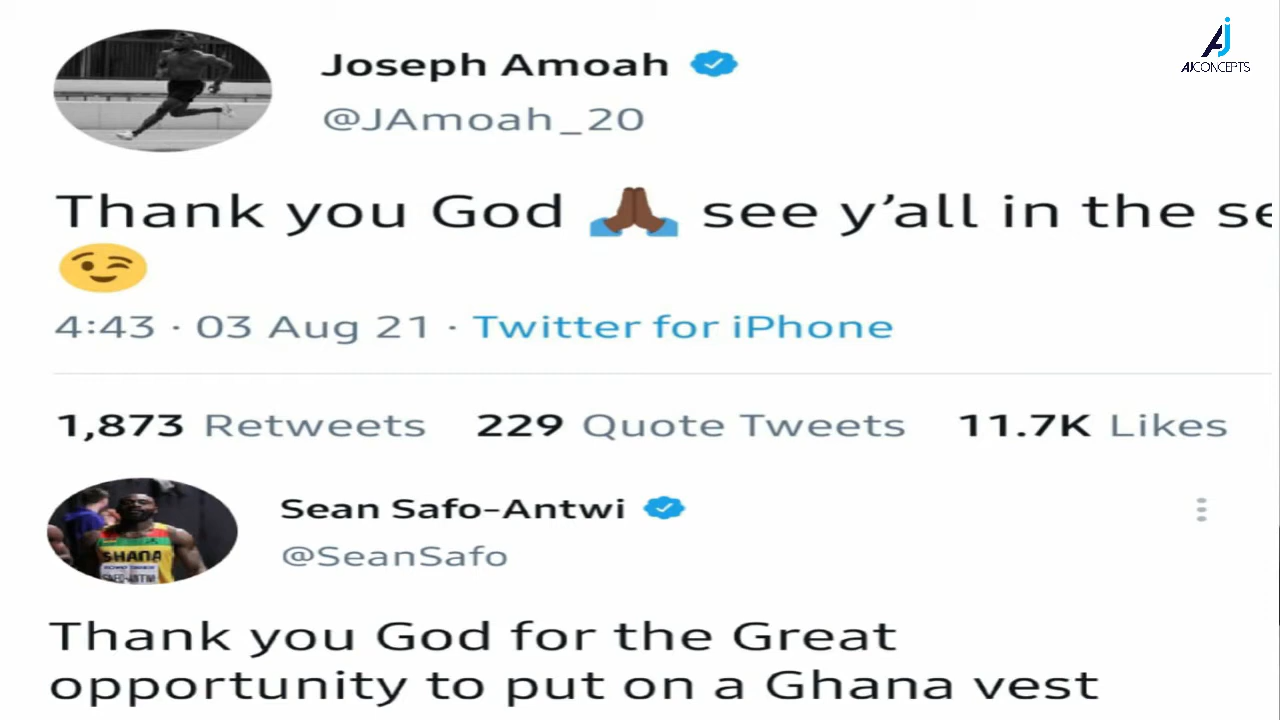 Joseph Amoah
AJ
AJCONCEPTS
@JAmoah_20
Thank you God 🙏🏾 see y’all in the
😉
4:43 · 03 Aug 21 · Twitter for iPhone
1,873 Retweets 229 Quote Tweets 11.7K Likes
Sean Safo-Antwi
@SeanSafo
GHANA
Thank you God for the Great
opportunity to put on a Ghana vest